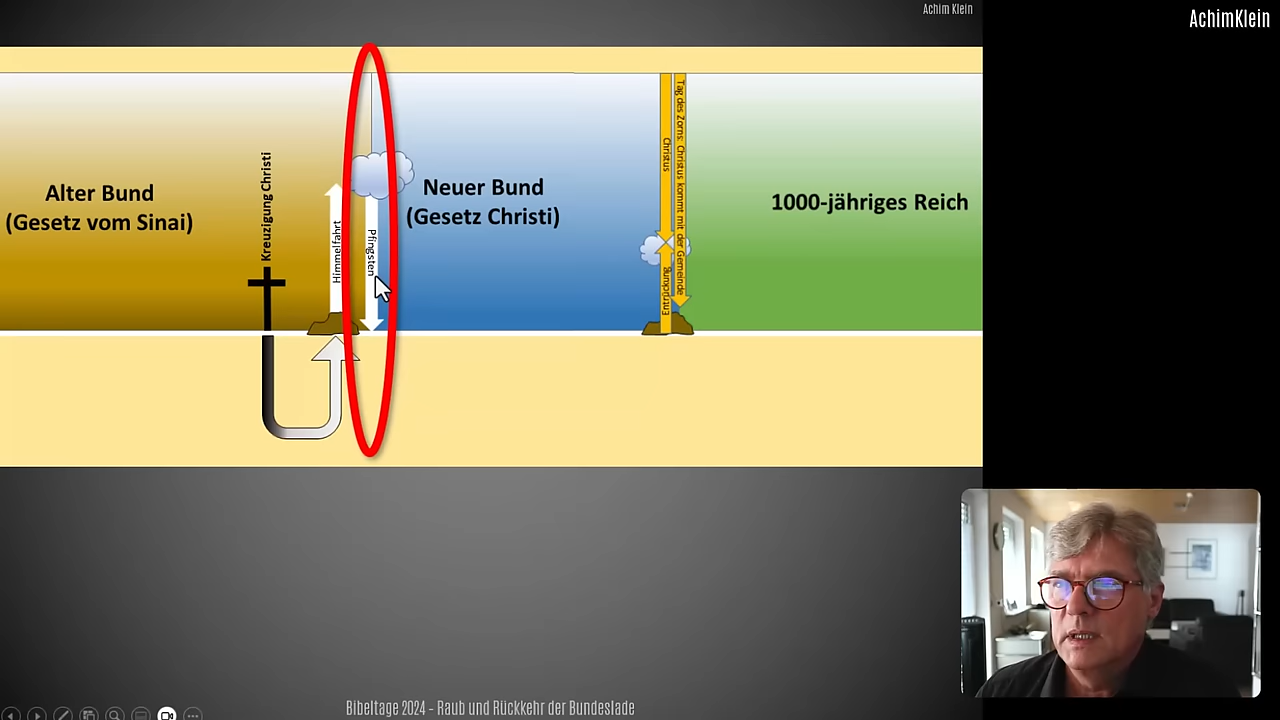 Achim Klein
AchimKlein
Alter Bund
(Gesetz vom Sinai)
Kreuzigung Christi
Himmelfahrt
Pfingsten
Neuer Bund
(Gesetz Christi)
Christus
Entrückung
Tag des Zorns: Christus kommt mit der Gemeinde
1000-jähriges Reich
Bibeltage 2024 – Raub und Rückkehr der Bundeslade